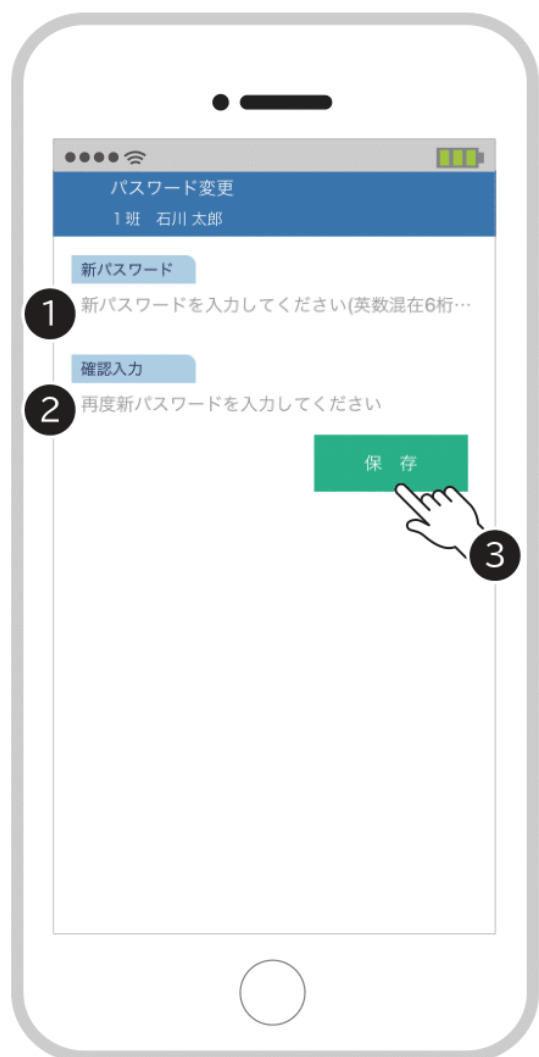 パスワード変更
1班 石川 太郎
新パスワード
1
新パスワードを入力してください(英数混在6桁…
確認入力
2
再度新パスワードを入力してください
保 存
3